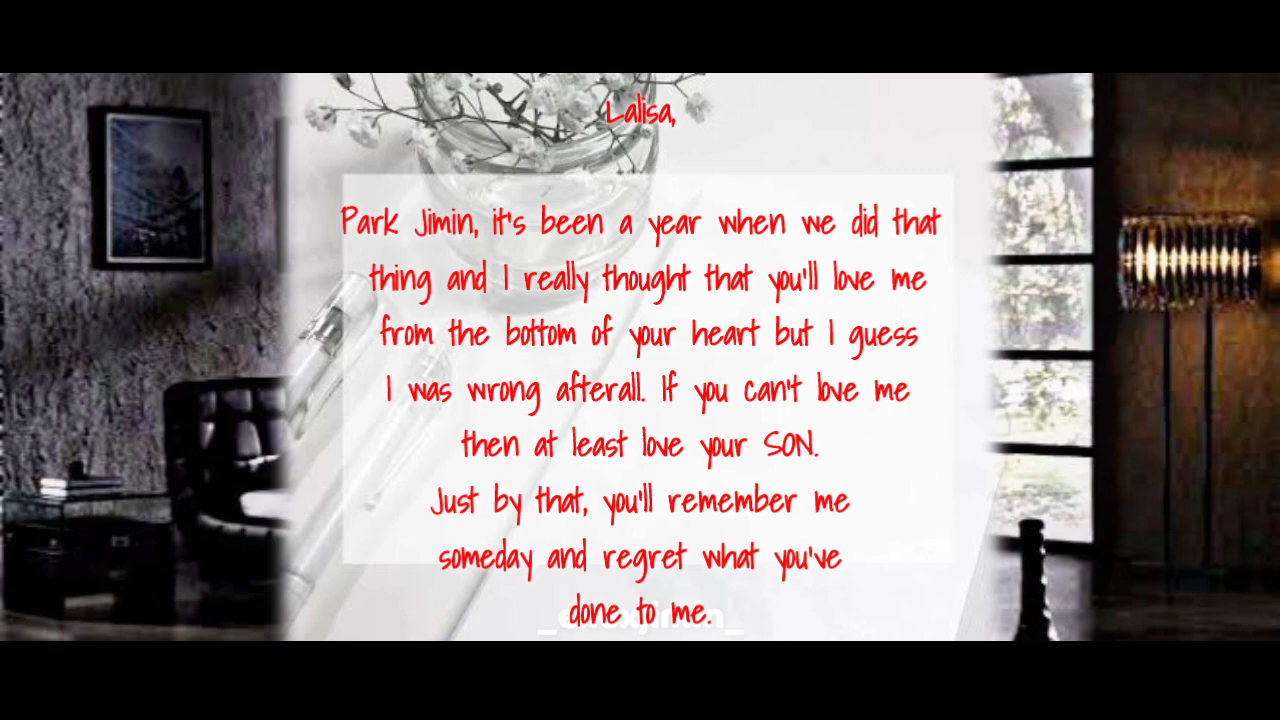 Lalisa,
Park Jimin, it's been a year when we did that
thing and I really thought that you'll love me
from the bottom of your heart but I guess
I was wrong afterall. If you can't love me
then at least love your SON.
Just by that, you'll remember me
someday and regret what you've
done to me.